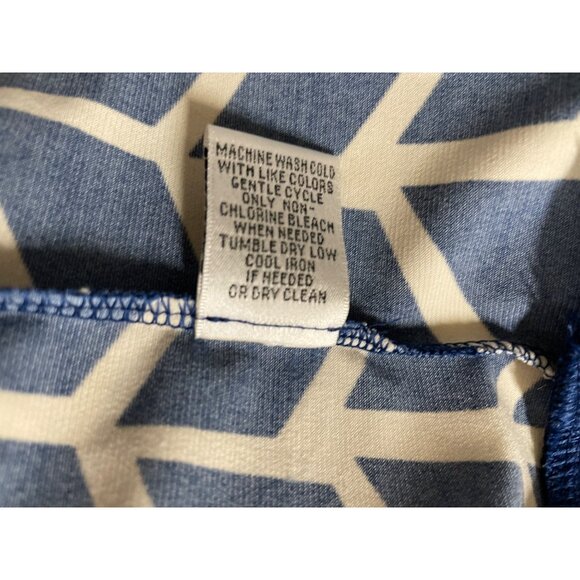 MACHINE WASH COLD
WITH LIKE COLORS
GENTLE CYCLE
ONLY NON-
CHLORINE BLEACH
WHEN NEEDED
TUMBLE DRY LOW
COOL IRON
IF NEEDED
OR DRY CLEAN